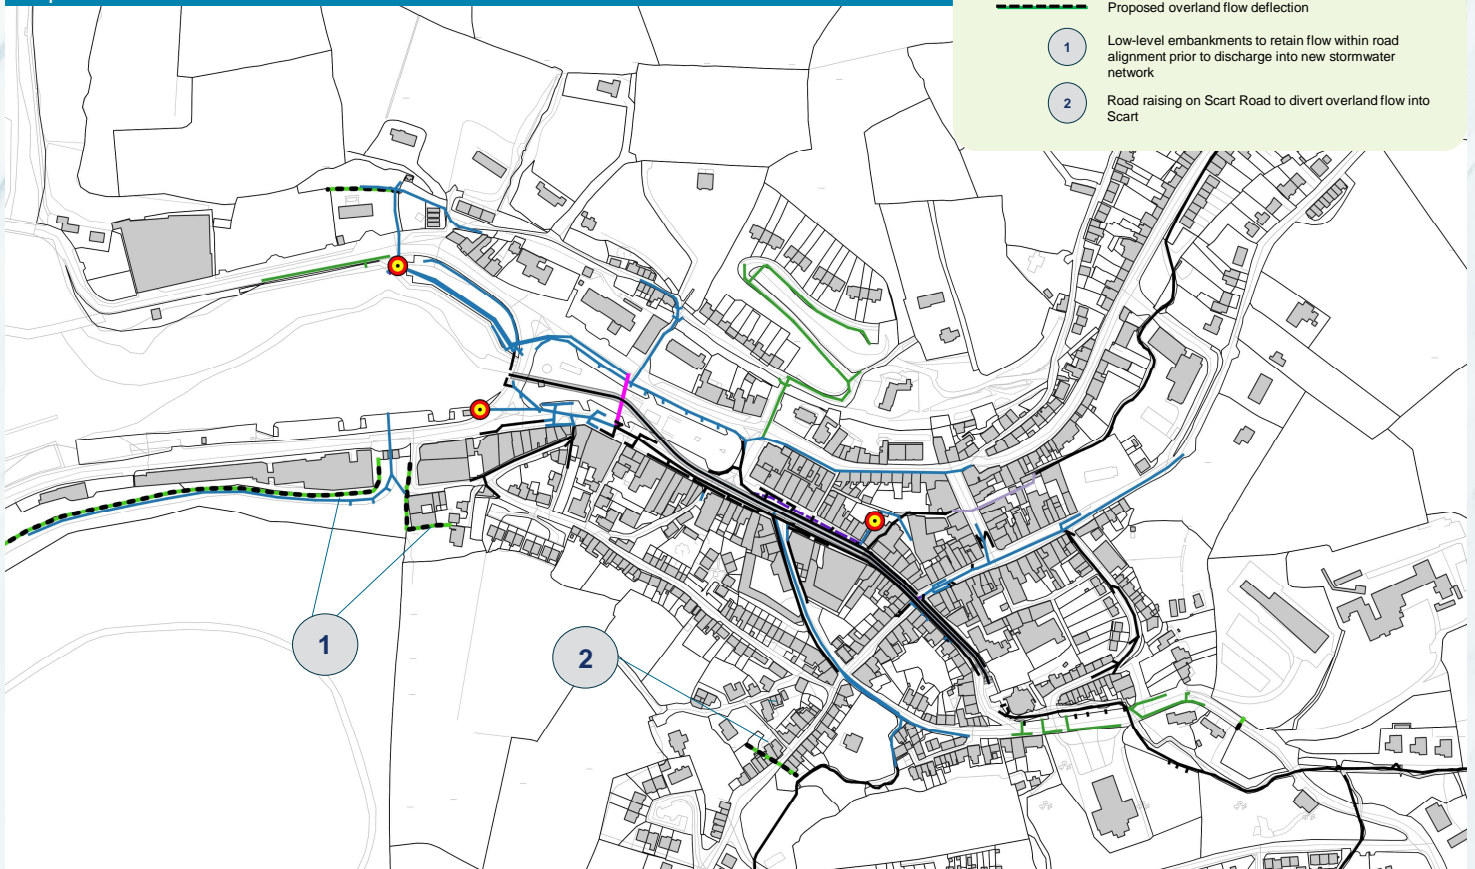 Proposed overland flow deflection
1
Low-level embankments to retain flow within road
alignment prior to discharge into new stormwater
network
2
Road raising on Scart Road to divert overland flow into
Scart
1
2